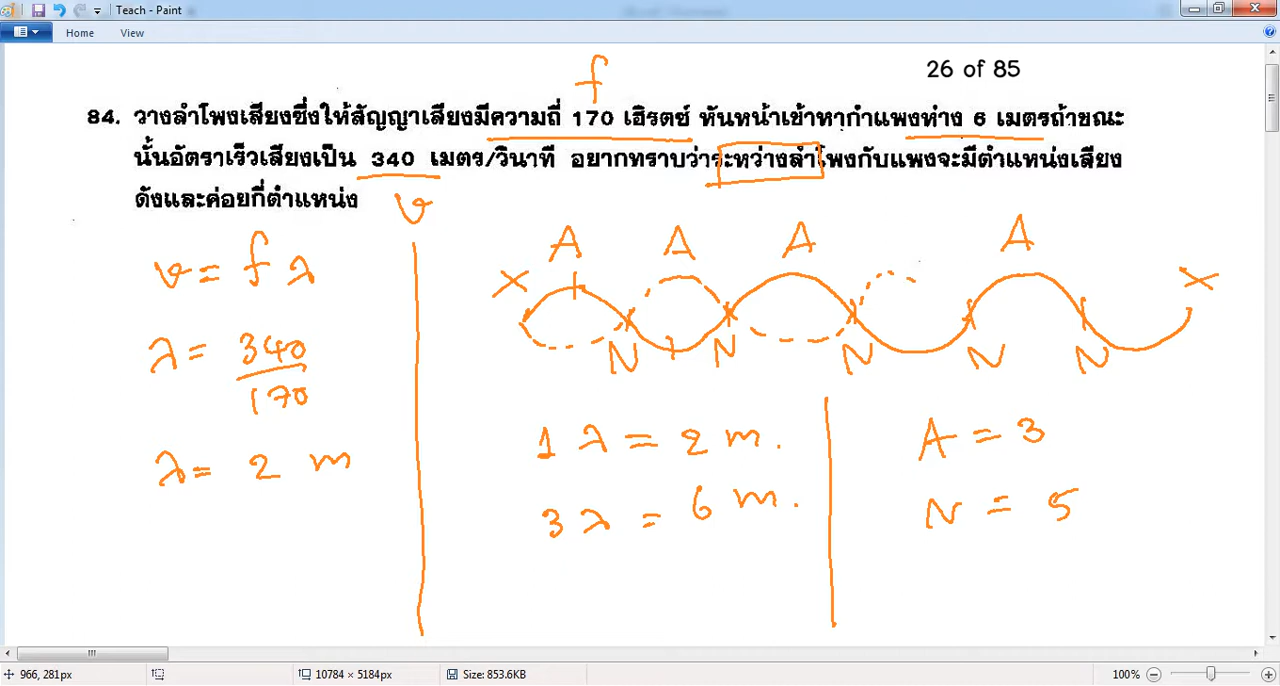 Teach - Paint
Home View
26 of 85
f
84. วางลำโพงเสียงซึ่งให้สัญญาเสียงมีความถี่ 170 เฮิรตซ์ หันหน้าเข้าหากำแพงห่าง 6 เมตรถ้าขณะ
นั้นอัตราเร็วเสียงเป็น 340 เมตร/วินาที อยากทราบว่าระหว่างลำโพงกับแพงจะมีตำแหน่งเสียง
ดังและค่อยกี่ตำแหน่ง
v
v = f λ
λ = 340
170
λ = 2 m
A A A A
X X
N N N N N
1 λ = 2 m.
3 λ = 6 m.
A = 3
N = 5
966, 281px 10784 × 5184px Size: 853.6KB 100%